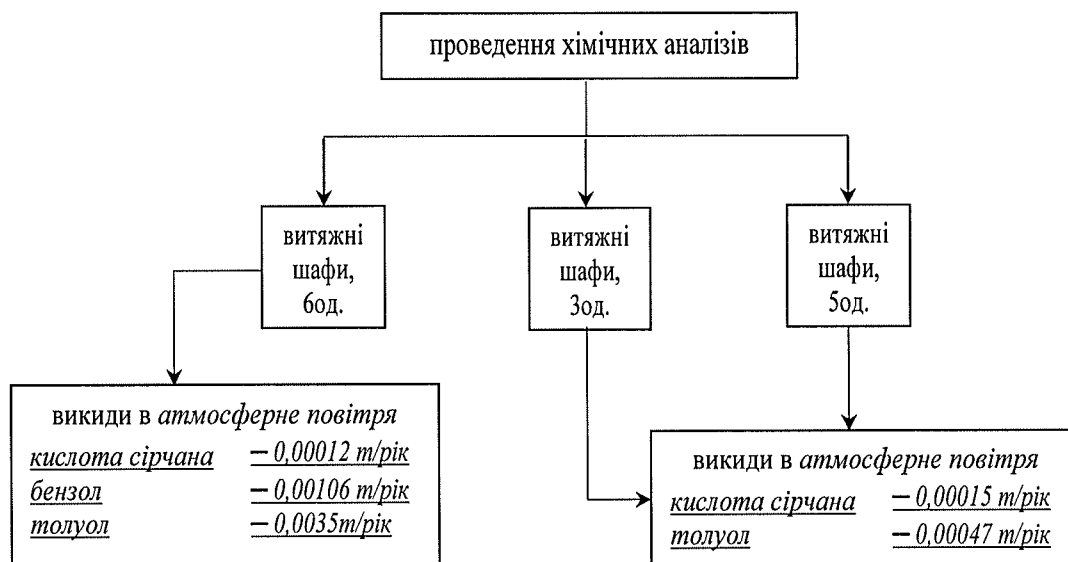 проведення хімічних аналізів
витяжні
шафи,
6од.
витяжні
шафи,
3од.
витяжні
шафи,
5од.
викиди в атмосферне повітря
кислота сірчана – 0,00012 т/рік
бензол – 0,00106 т/рік
толуол – 0,0035т/рік
викиди в атмосферне повітря
кислота сірчана – 0,00015 т/рік
толуол – 0,00047 т/рік